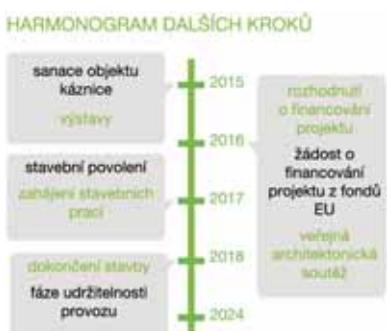 HARMONOGRAM DALŠÍCH KROKŮ
sanace objektu
káznice
výstavy
2015
rozhodnutí
o financování
projektu
2016
žádost o
financování
projektu z fondů
EU
veřejná
architektonická
soutěž
stavební povolení
zahájení stavebních
prací
2017
dokončení stavby
2018
fáze udržitelnosti
provozu
2024